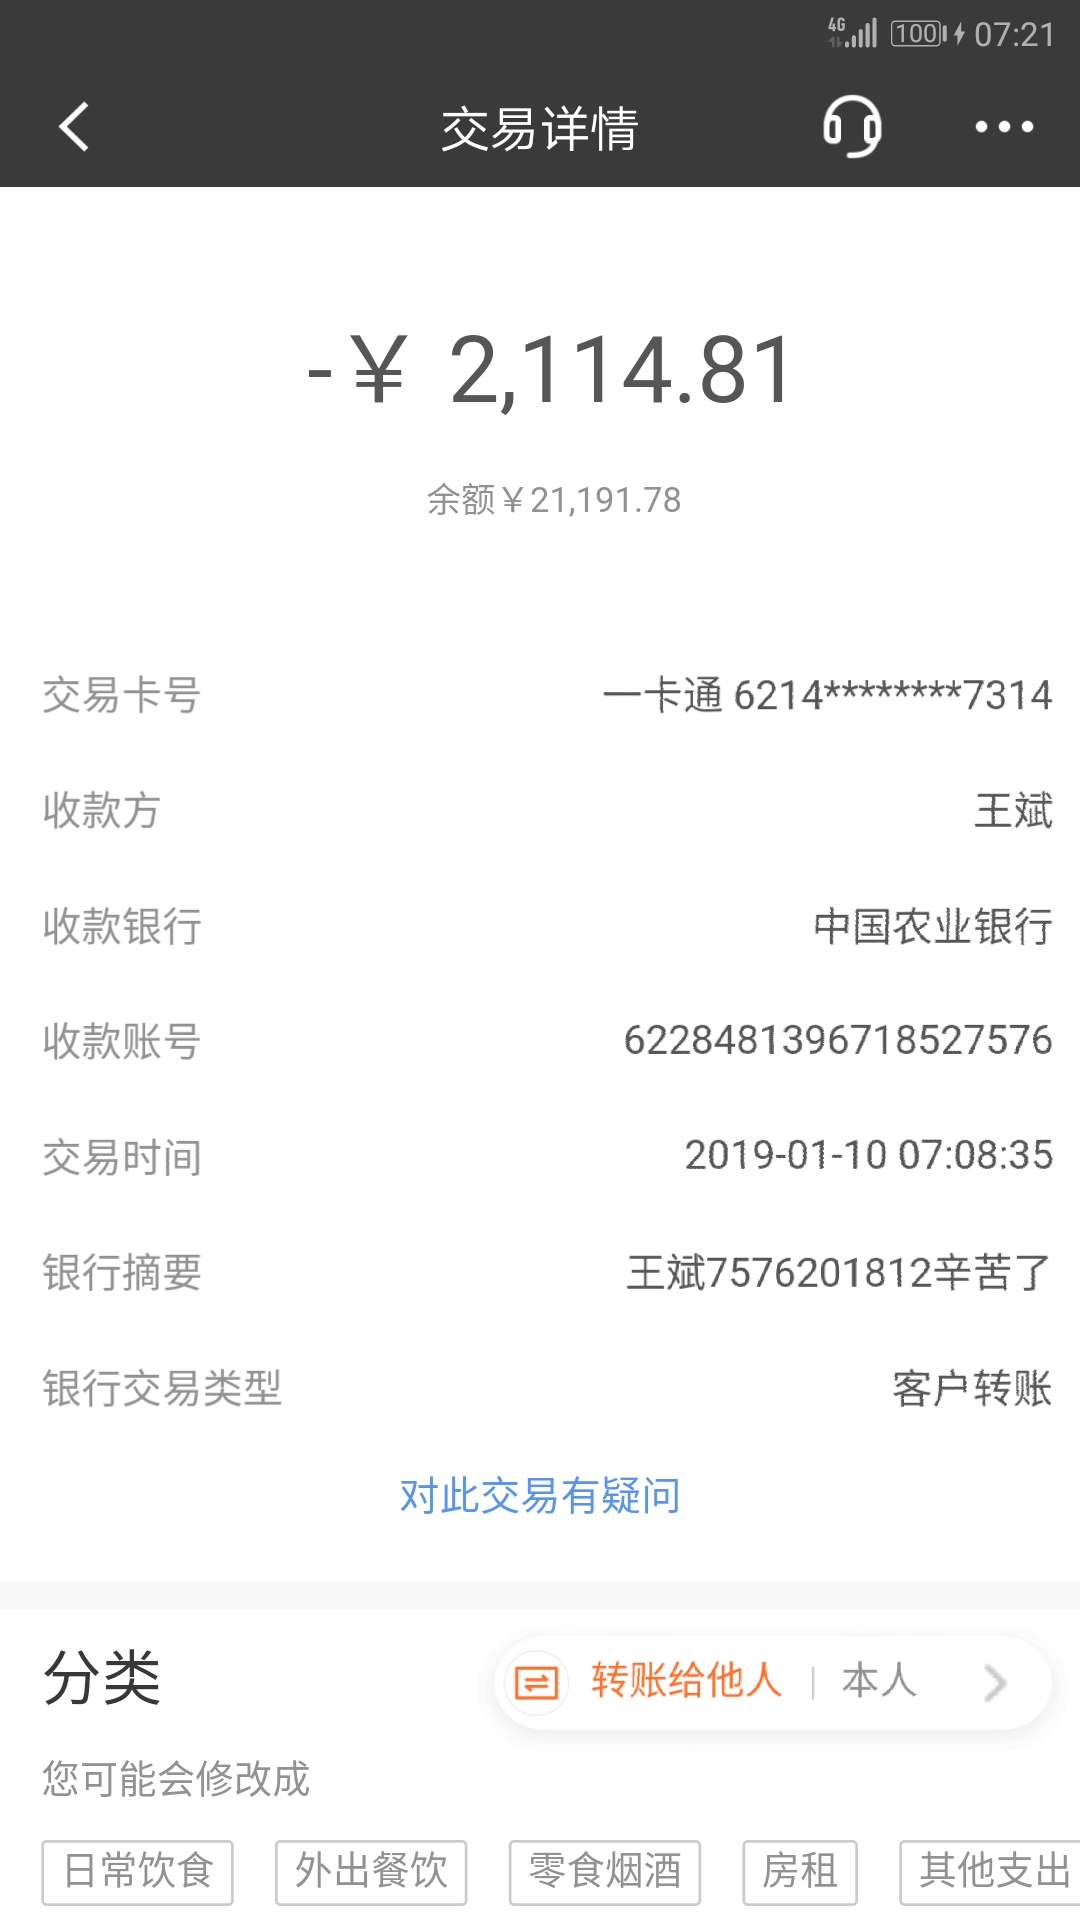 4G 100 07:21
交易详情
-￥ 2,114.81
余额￥21,191.78
交易卡号 一卡通 6214********7314
收款方 王斌
收款银行 中国农业银行
收款账号 6228481396718527576
交易时间 2019-01-10 07:08:35
银行摘要 王斌7576201812辛苦了
银行交易类型 客户转账
对此交易有疑问
分类 转账给他人 | 本人
您可能会修改成
日常饮食 外出餐饮 零食烟酒 房租 其他支出